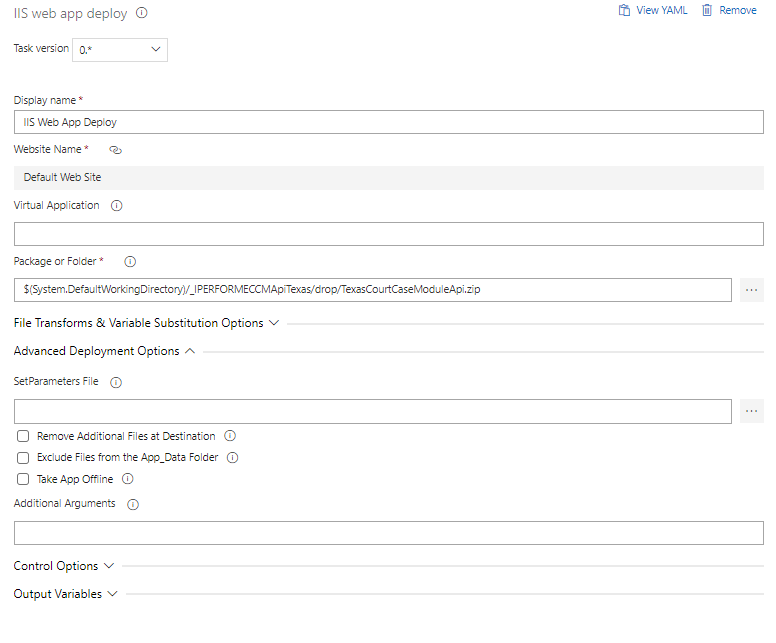 IIS web app deploy
View YAML
Remove
Task version
0.*
Display name *
IIS Web App Deploy
Website Name *
Default Web Site
Virtual Application
Package or Folder *
$(System.DefaultWorkingDirectory)/_IPERFORMECCMApiTexas/drop/TexasCourtCaseModuleApi.zip
...
File Transforms & Variable Substitution Options
Advanced Deployment Options
SetParameters File
...
Remove Additional Files at Destination
Exclude Files from the App_Data Folder
Take App Offline
Additional Arguments
Control Options
Output Variables